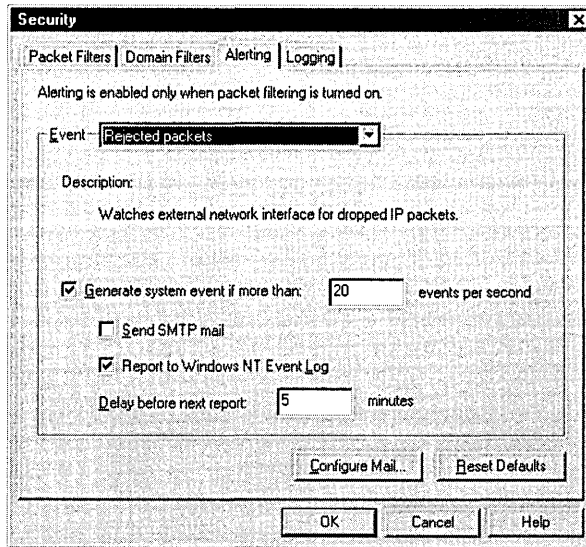 Security
Packet Filters Domain Filters Alerting Logging
Alerting is enabled only when packet filtering is turned on.
Event Rejected packets
Description:
Watches external network interface for dropped IP packets.
Generate system event if more than: 20 events per second
Send SMTP mail
Report to Windows NT Event Log
Delay before next report: 5 minutes
Configure Mail... Reset Defaults
OK Cancel Help